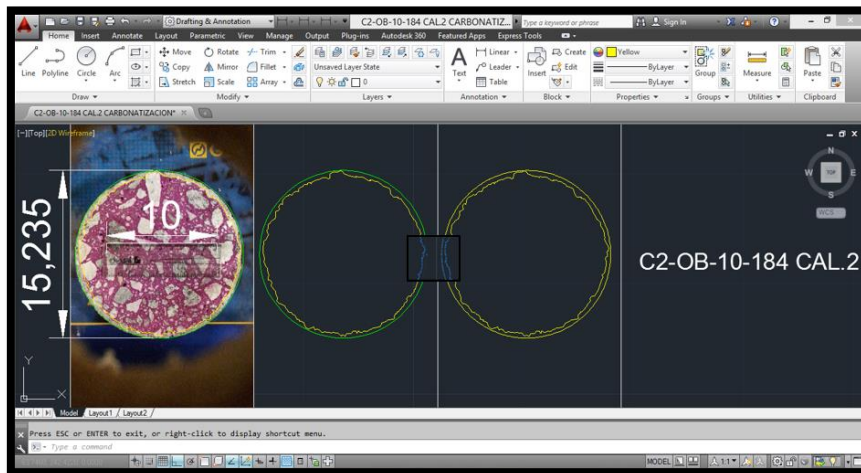 Drafting & Annotation
C2-OB-10-184 CAL.2 CARBONATIZ...
Type a keyword or phrase
Sign In
Home Insert Annotate Layout Parametric View Manage Output Plug-ins Autodesk 360 Featured Apps Express Tools
Line Polyline Circle Arc
Move Rotate Trim
Copy Mirror Fillet
Stretch Scale Array
Unsaved Layer State
0
Text
Linear
Leader
Table
Insert
Create
Edit
Yellow
ByLayer
ByLayer
Group
Measure
Paste
Draw Modify Layers Annotation Block Properties Groups Utilities Clipboard
C2-OB-10-184 CAL.2 CARBONATIZACION*
[-][Top][2D Wireframe]
N
W TOP E
S
WCS
15,235
10
C2-OB-10-184 CAL.2
Y
X
Model Layout1 Layout2
Press ESC or ENTER to exit, or right-click to display shortcut menu.
Type a command
MODEL 1:1